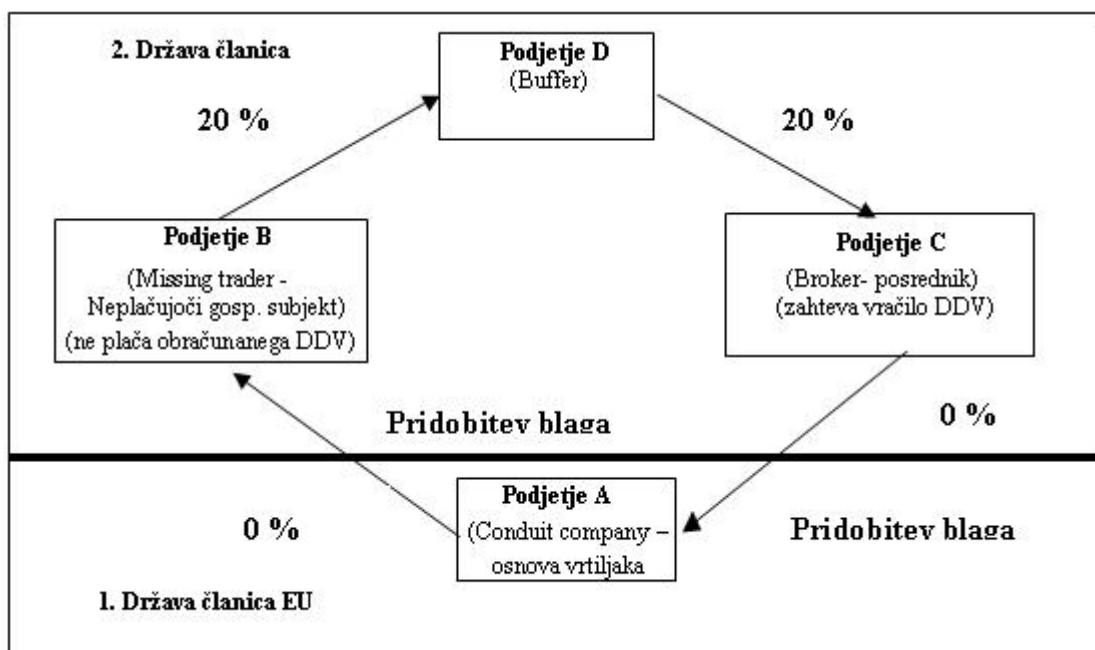 2. Država članica
Podjetje D
(Buffer)
20 %
20 %
Podjetje B
(Missing trader -
Neplačujoči gosp. subjekt)
(ne plača obračunanega DDV)
Podjetje C
(Broker- posrednik)
(zahteva vračilo DDV)
Pridobitev blaga
0 %
0 %
Podjetje A
(Conduit company –
osnova vrtiljaka
Pridobitev blaga
1. Država članica EU